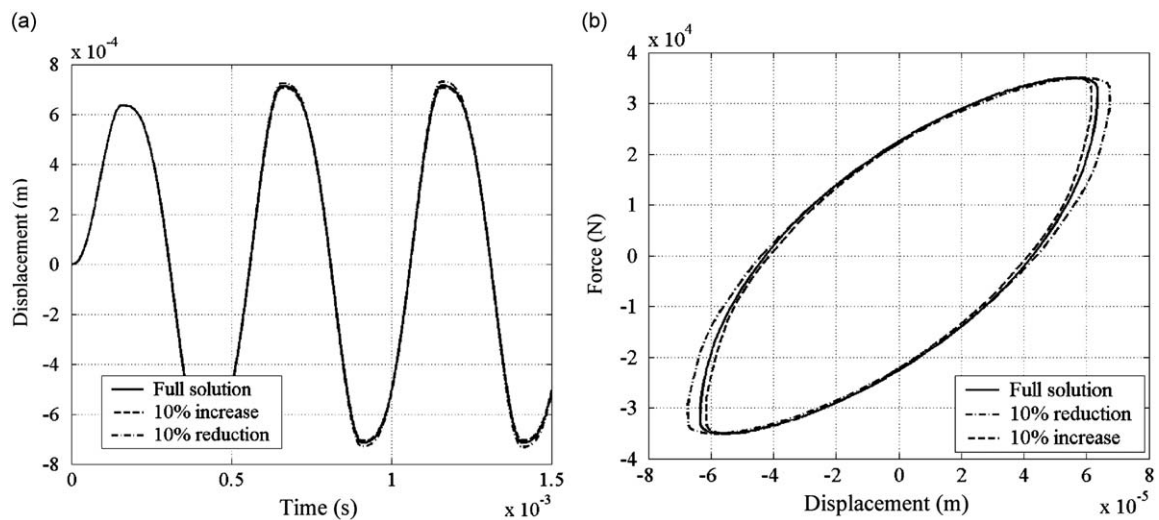 (a)
x 10⁻⁴
8
6
4
2
0
-2
-4
-6
-8
Displacement (m)
Full solution
10% increase
10% reduction
0
0.5
1
1.5
Time (s)
x 10⁻³
(b)
x 10⁴
4
3
2
1
0
-1
-2
-3
-4
Force (N)
Full solution
10% reduction
10% increase
-8
-6
-4
-2
0
2
4
6
8
Displacement (m)
x 10⁻⁵